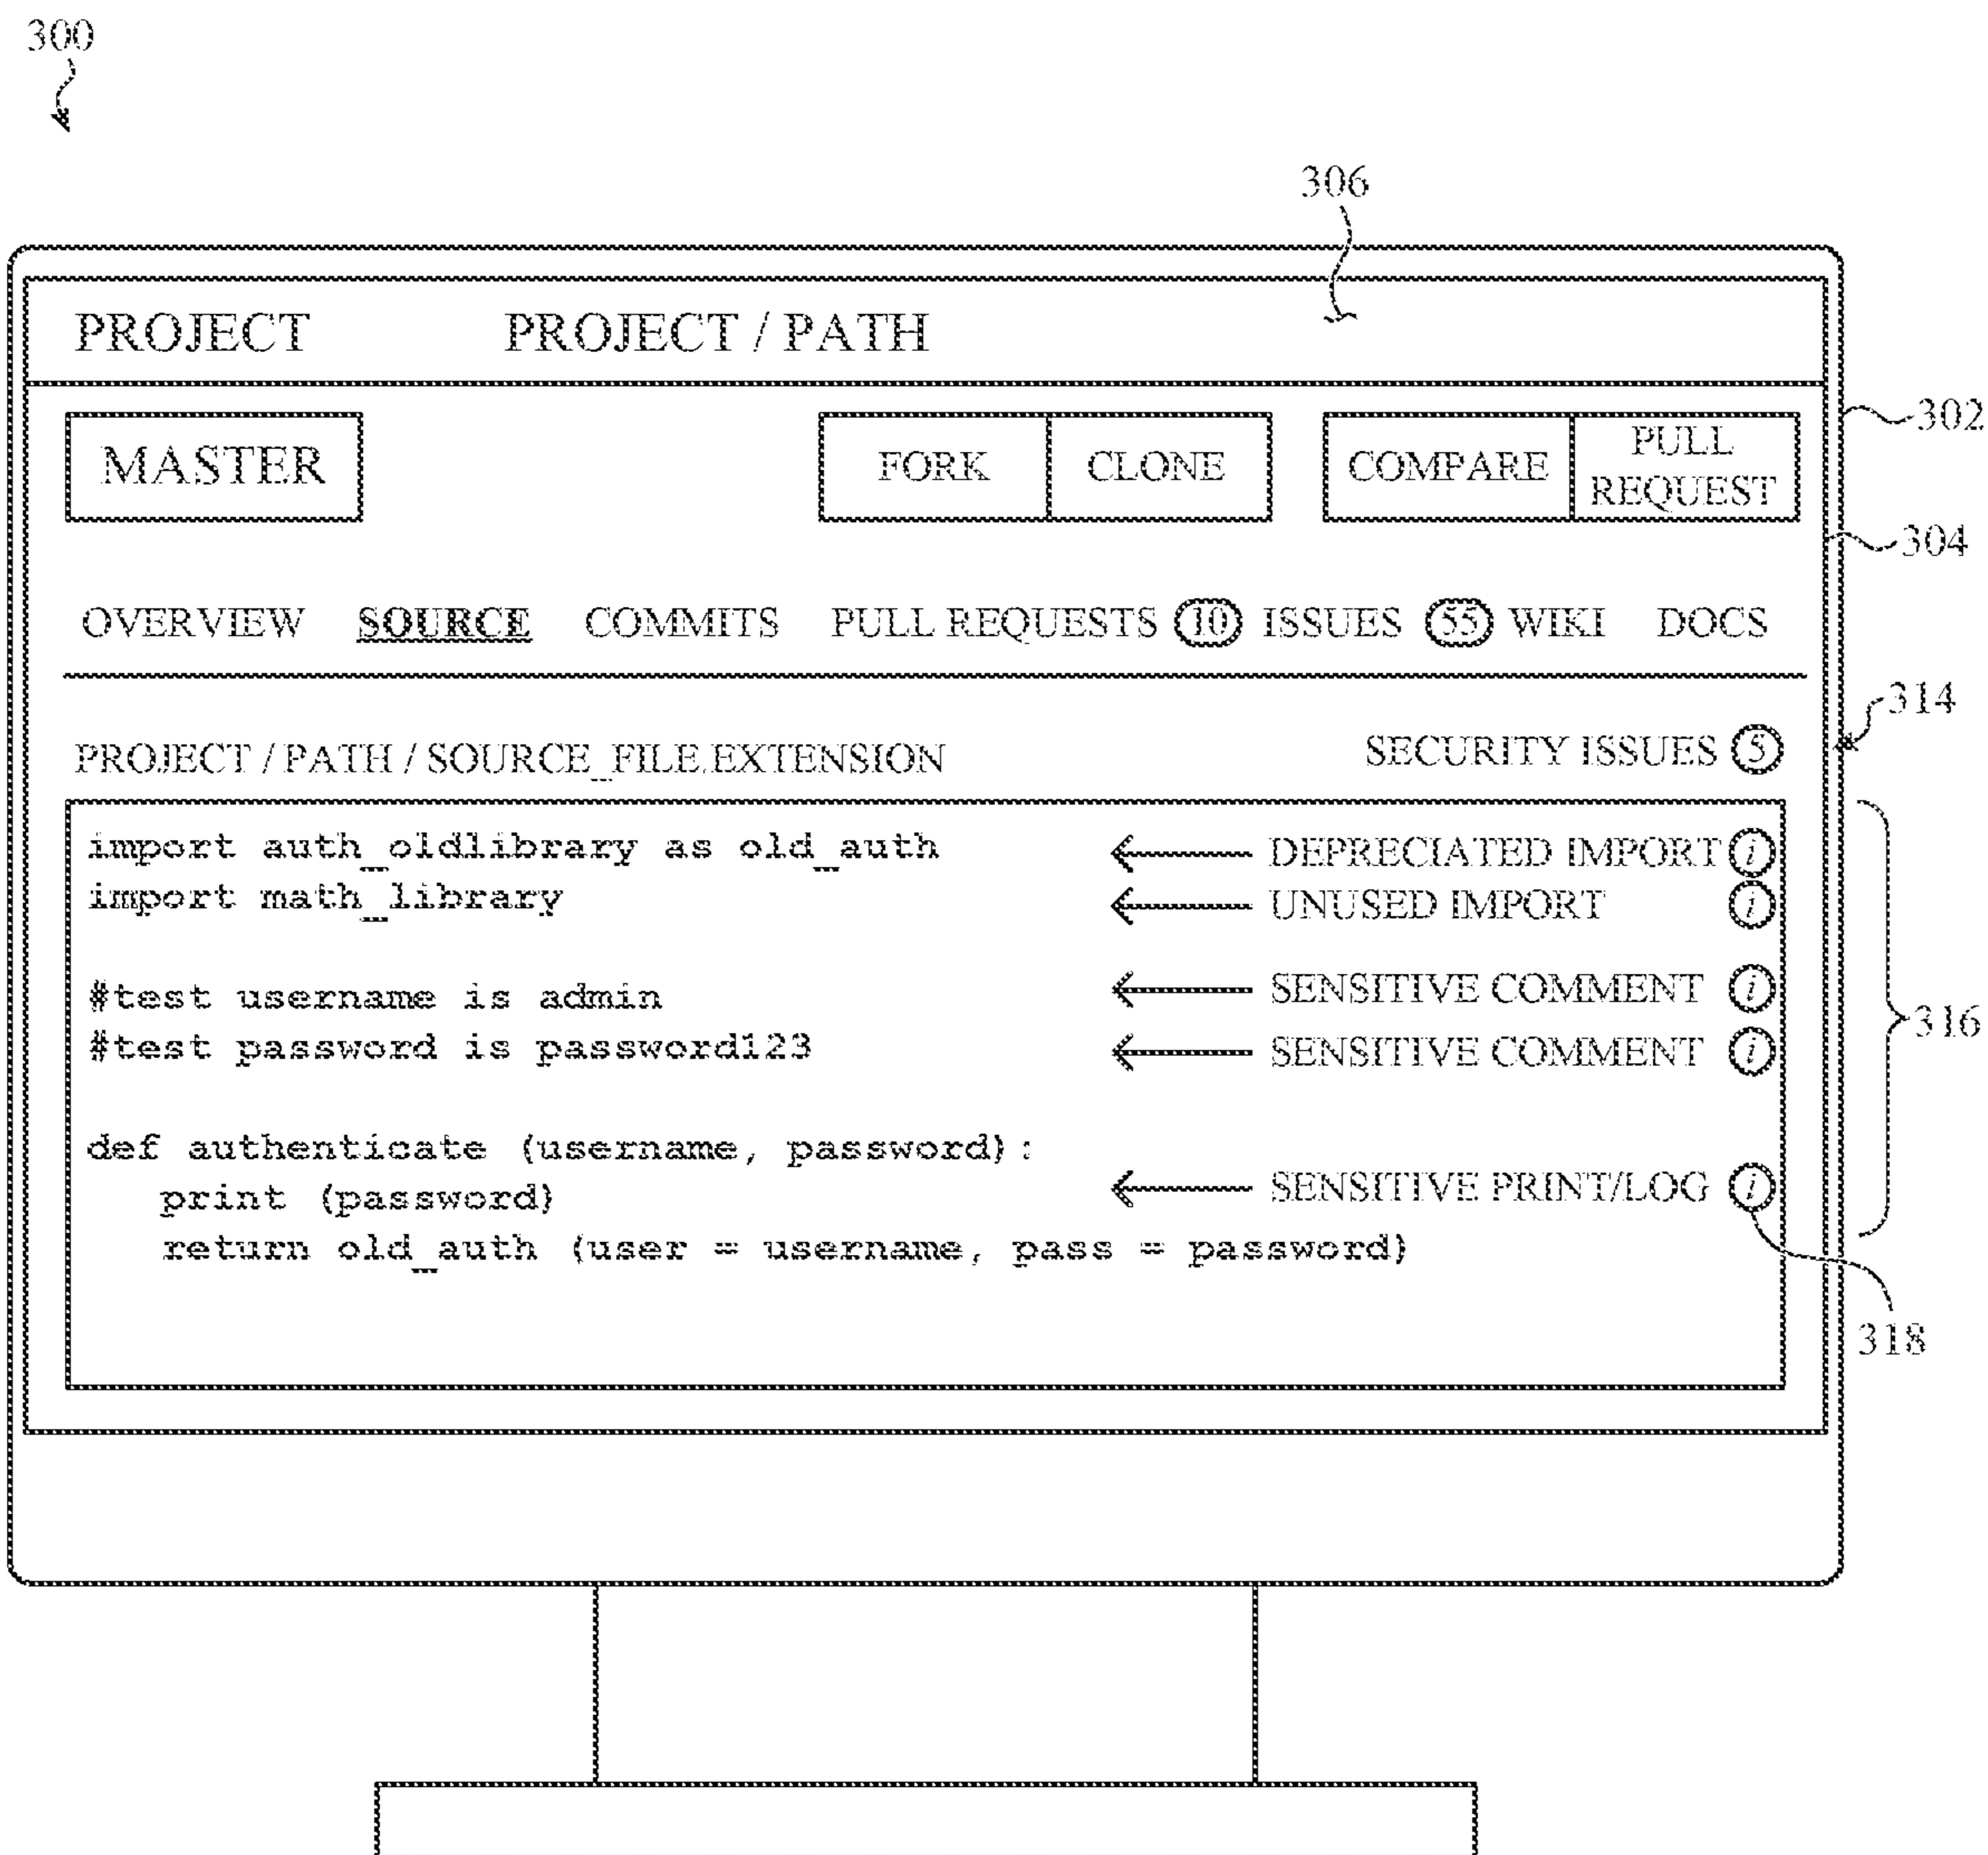 300
306
PROJECT PROJECT / PATH
302
MASTER FORK CLONE COMPARE PULL REQUEST
304
OVERVIEW SOURCE COMMITS PULL REQUESTS 10 ISSUES 55 WIKI DOCS
314
PROJECT / PATH / SOURCE_FILE.EXTENSION SECURITY ISSUES 5
import auth_oldlibrary as old_auth ← DEPRECIATED IMPORT i
import math_library ← UNUSED IMPORT i
#test username is admin ← SENSITIVE COMMENT i
316
#test password is password123 ← SENSITIVE COMMENT i
def authenticate (username, password):
print (password) ← SENSITIVE PRINT/LOG i
return old_auth (user = username, pass = password)
318